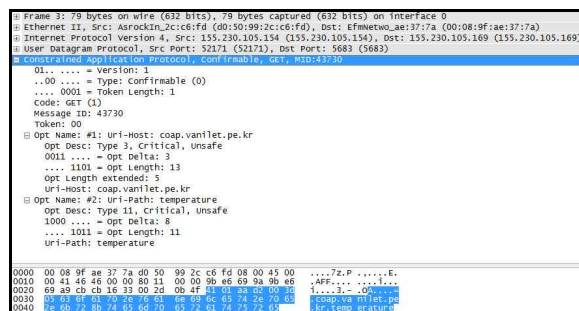 Frame 3: 79 bytes on wire (632 bits), 79 bytes captured (632 bits) on interface 0
Ethernet II, Src: AsrockIn_2c:c6:fd (d0:50:99:2c:c6:fd), Dst: EfmNetwo_ae:37:7a (00:08:9f:ae:37:7a)
Internet Protocol Version 4, Src: 155.230.105.154 (155.230.105.154), Dst: 155.230.105.169 (155.230.105.169)
User Datagram Protocol, Src Port: 52171 (52171), Dst Port: 5683 (5683)
Constrained Application Protocol, Confirmable, GET, MID:43730
01.. .... = Version: 1
..00 .... = Type: Confirmable (0)
.... 0001 = Token Length: 1
Code: GET (1)
Message ID: 43730
Token: 00
Opt Name: #1: Uri-Host: coap.vanilet.pe.kr
Opt Desc: Type 3, Critical, Unsafe
0011 .... = Opt Delta: 3
.... 1101 = Opt Length: 13
Opt Length extended: 5
Uri-Host: coap.vanilet.pe.kr
Opt Name: #2: Uri-Path: temperature
Opt Desc: Type 11, Critical, Unsafe
1000 .... = Opt Delta: 8
.... 1011 = Opt Length: 11
Uri-Path: temperature
0000 00 08 9f ae 37 7a d0 50 99 2c c6 fd 08 00 45 00 ....7z.P .,....E.
0010 00 41 46 46 00 00 80 11 00 00 9b e6 69 9a 9b e6 .AFF.... ....i...
0020 69 a9 cb cb 16 33 00 2d 0b 4f 41 01 aa d2 00 3d i....3.- .OA....=
0030 05 63 6f 61 70 2e 76 61 6e 69 6c 65 74 2e 70 65 .coap.va nilet.pe
0040 2e 6b 72 8b 74 65 6d 70 65 72 61 74 75 72 65 .kr.temp erature